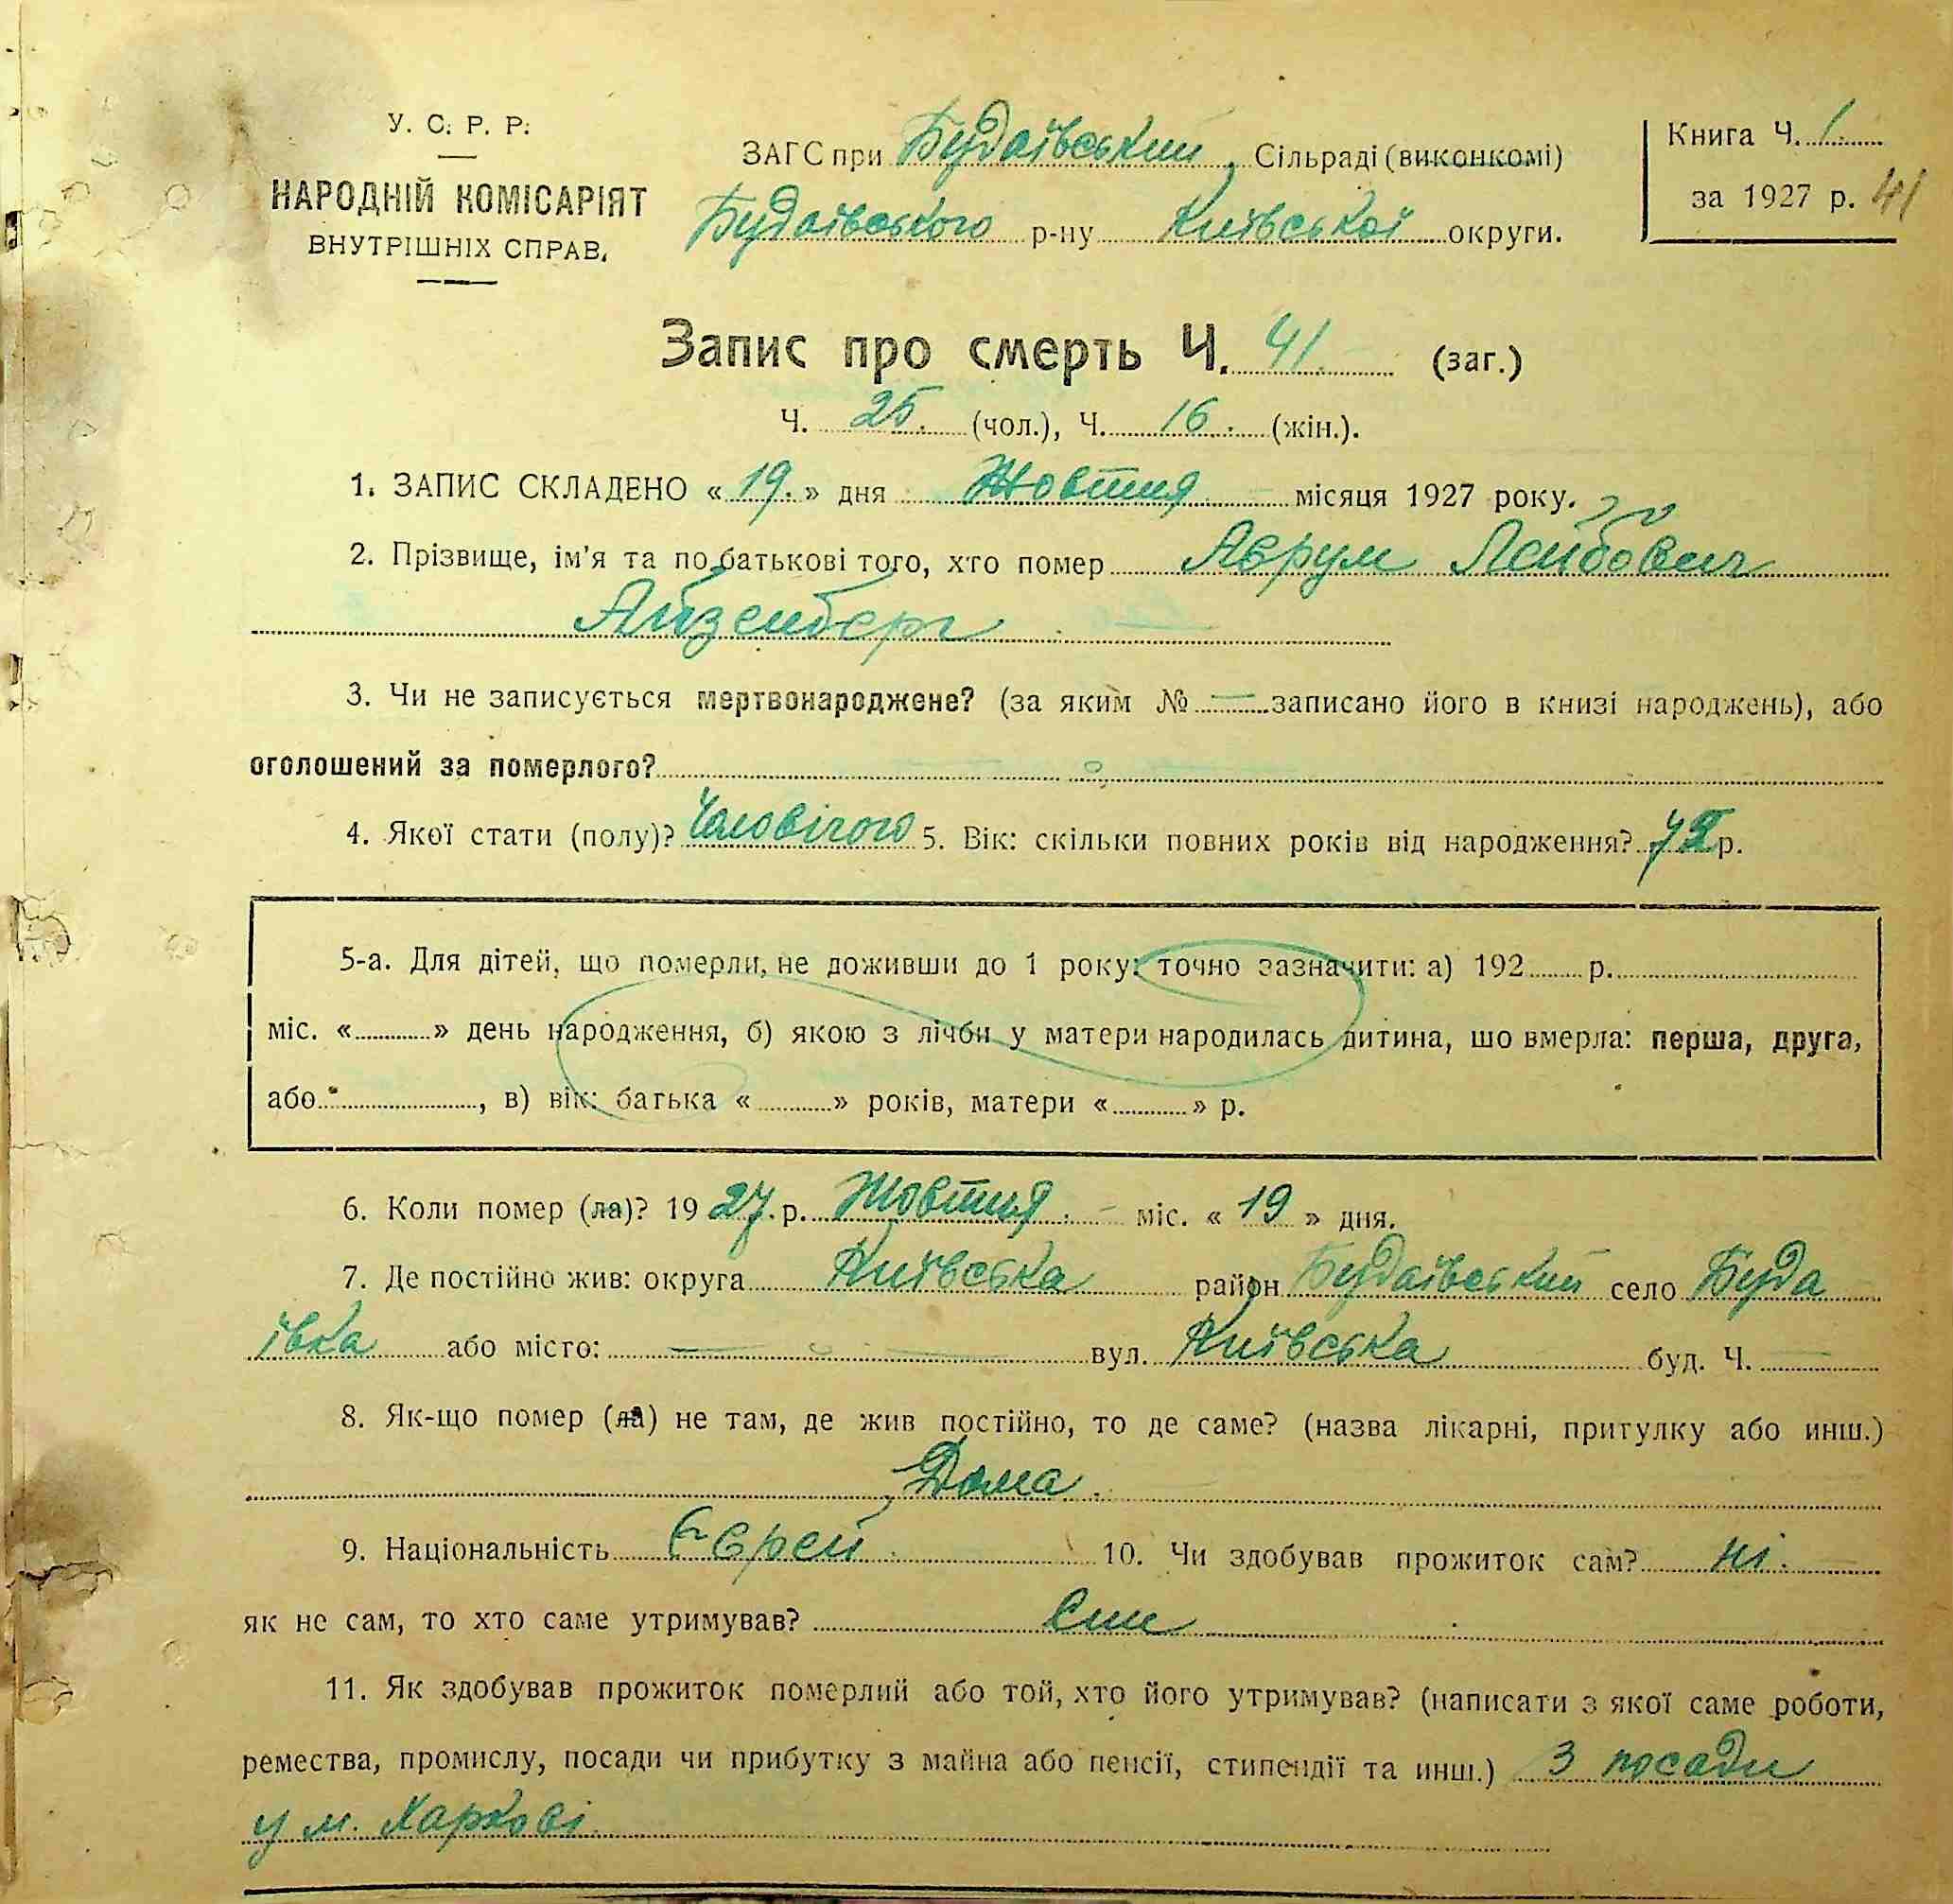 У. С. Р. Р.
НАРОДНІЙ КОМІСАРІЯТ
ВНУТРІШНІХ СПРАВ.
ЗАГС при Будаївський Сільраді (виконкомі)
Будаївського р-ну Київської округи.
Книга Ч. 1.
за 1927 р. 41
Запис про смерть Ч. 41. (заг.)
Ч. 25. (чол.), Ч. 16. (жін.).
1. ЗАПИС СКЛАДЕНО « 19. » дня Жовтня місяця 1927 року.
2. Прізвище, ім'я та по батькові того, хто помер Аврум Лейбович
Айзенберг
3. Чи не записується мертвонароджене? (за яким № — записано його в книзі народжень), або
оголошений за померлого?
4. Якої стати (полу)? Чоловічого 5. Вік: скільки повних років від народження? р.
5-а. Для дітей, що померли, не доживши до 1 року: точно зазначити: а) 192 р.
міс. « » день народження, б) якою з лічби у матери народилась дитина, шо вмерла: перша, друга,
або , в) вік: батька « » років, матери « » р.
6. Коли помер (ла)? 19 27. р. Жовтня. міс. « 19 » дня.
7. Де постійно жив: округа Київська район Будаївський село Буда
ївка або місто: — вул. Київська буд. Ч. —
8. Як-що помер (ла) не там, де жив постійно, то де саме? (назва лікарні, притулку або инш.)
Дома.
9. Національність Єврей. 10. Чи здобував прожиток сам? ні.
як не сам, то хто саме утримував? Син
11. Як здобував прожиток померлий або той, хто його утримував? (написати з якої саме роботи,
ремества, промислу, посади чи прибутку з майна або пенсії, стипендії та инш.) З посади
у м. Харкові